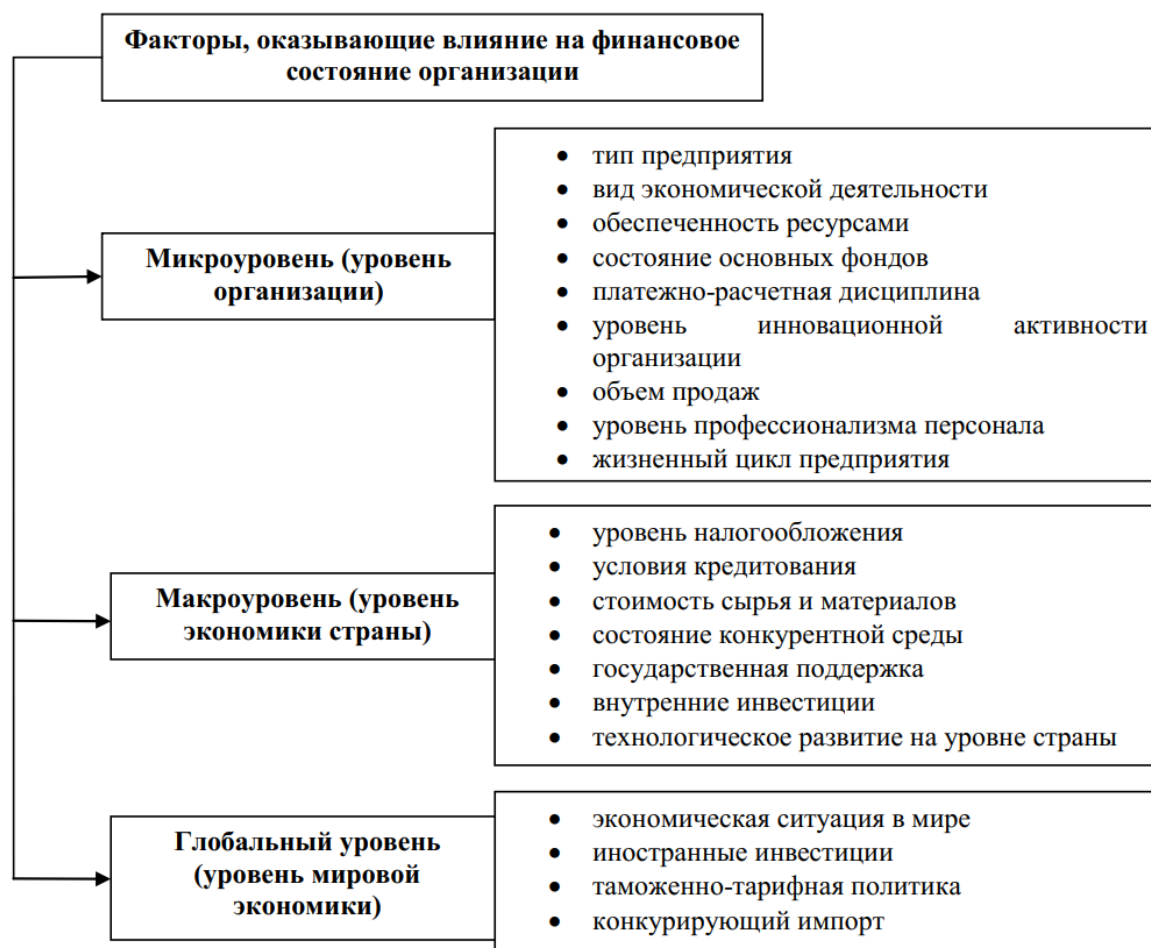 Факторы, оказывающие влияние на финансовое
состояние организации
Микроуровень (уровень
организации)
• тип предприятия
• вид экономической деятельности
• обеспеченность ресурсами
• состояние основных фондов
• платежно-расчетная дисциплина
• уровень инновационной активности
организации
• объем продаж
• уровень профессионализма персонала
• жизненный цикл предприятия
Макроуровень (уровень
экономики страны)
• уровень налогообложения
• условия кредитования
• стоимость сырья и материалов
• состояние конкурентной среды
• государственная поддержка
• внутренние инвестиции
• технологическое развитие на уровне страны
Глобальный уровень
(уровень мировой
экономики)
• экономическая ситуация в мире
• иностранные инвестиции
• таможенно-тарифная политика
• конкурирующий импорт